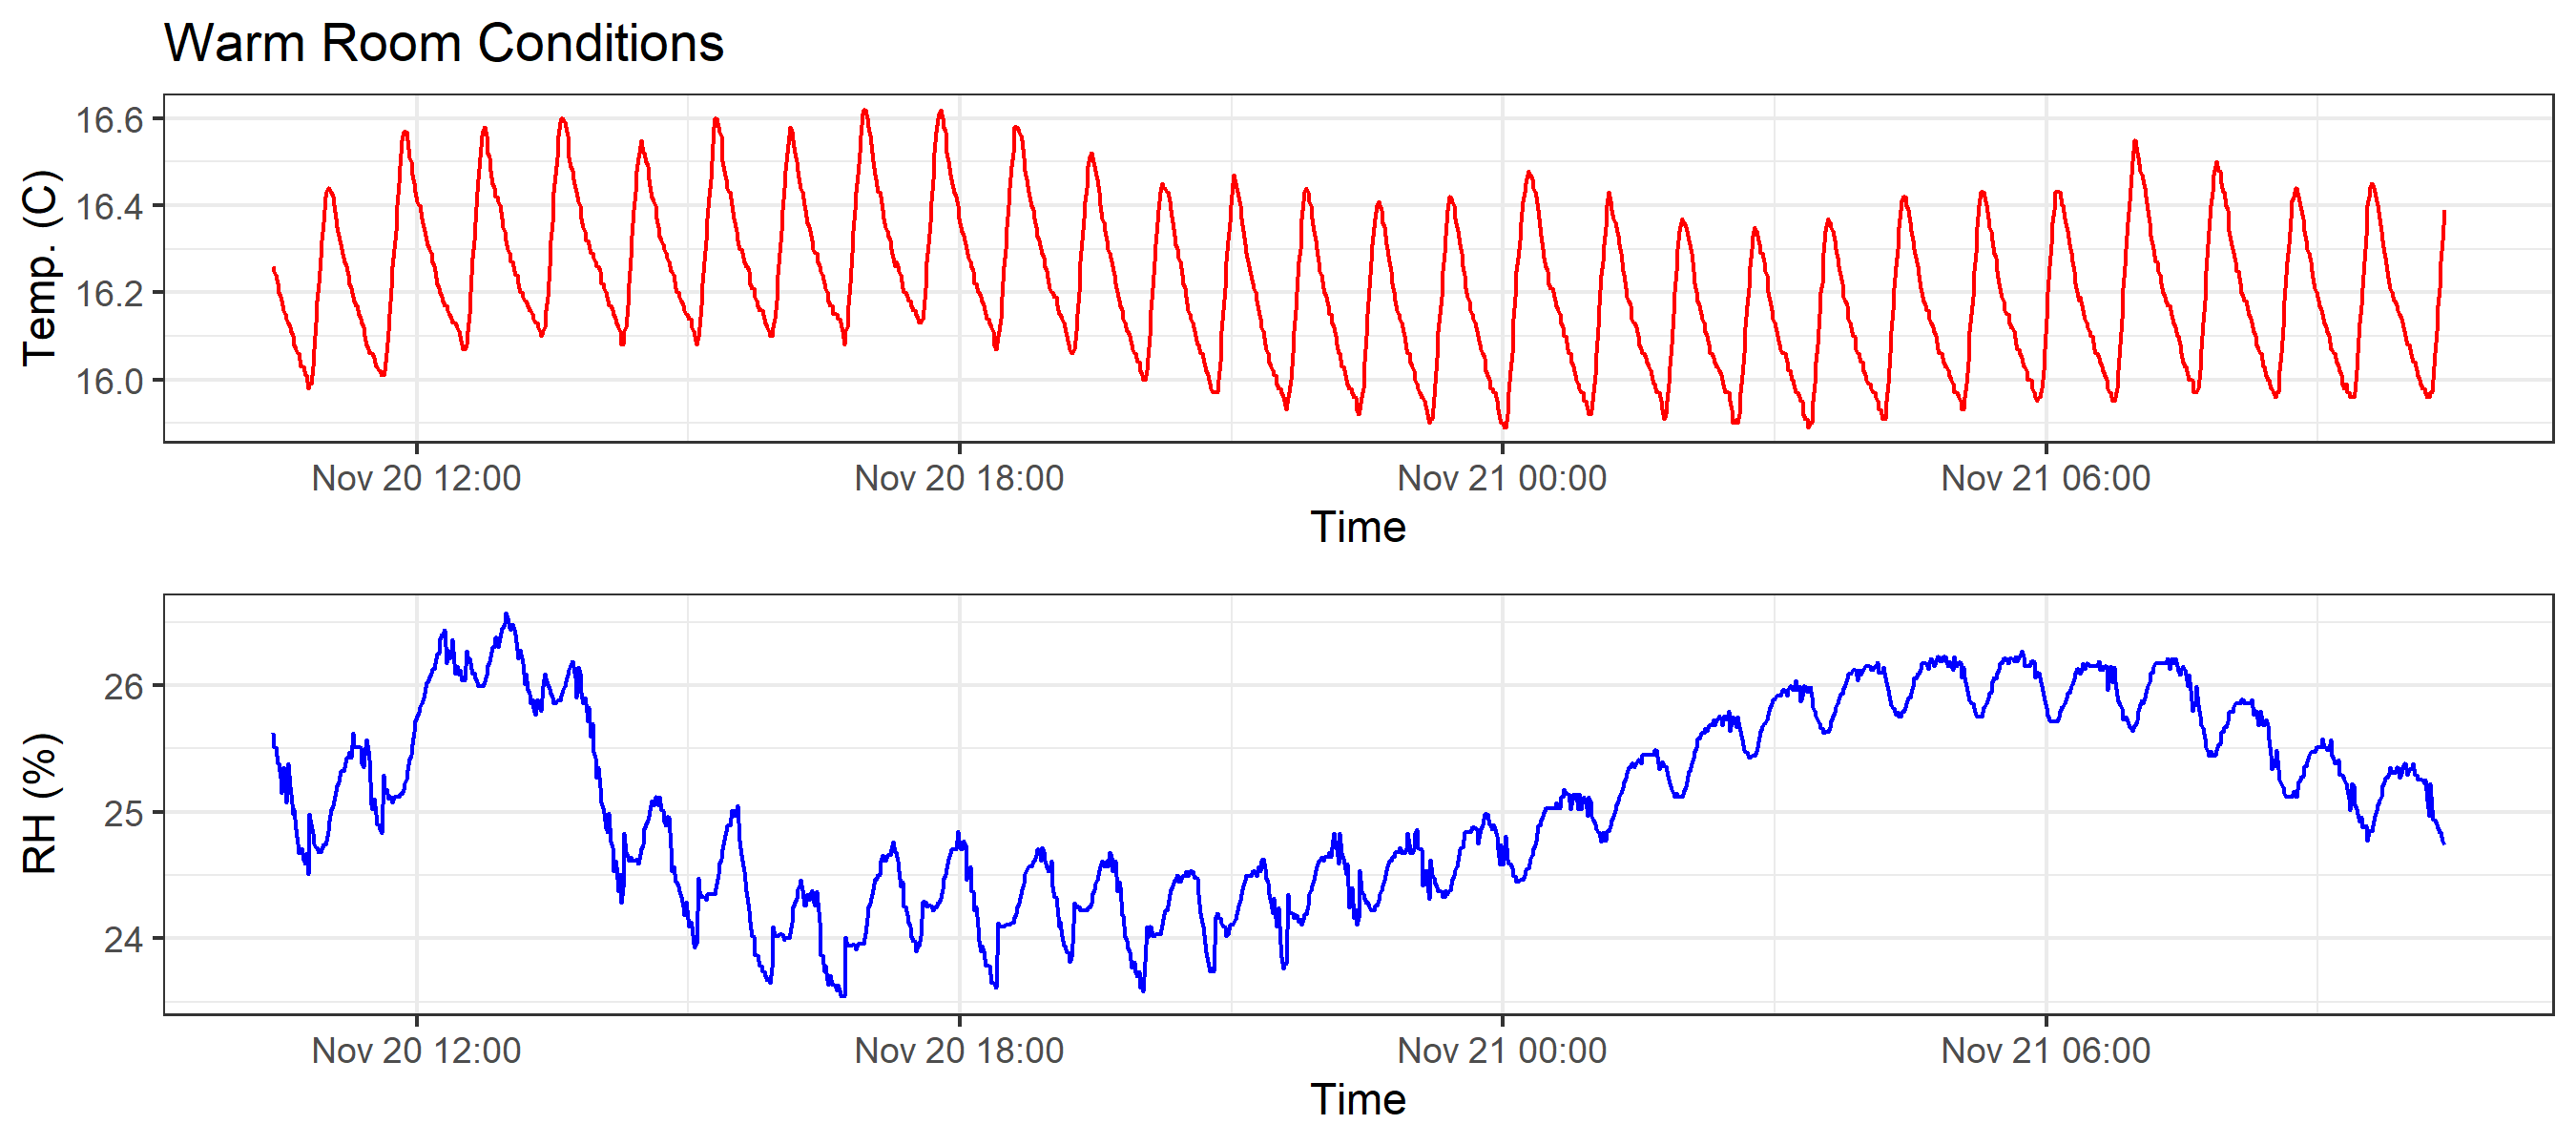 Warm Room Conditions
16.6
16.4
16.2
16.0
Temp. (C)
Nov 20 12:00 Nov 20 18:00 Nov 21 00:00 Nov 21 06:00
Time
26
25
24
RH (%)
Nov 20 12:00 Nov 20 18:00 Nov 21 00:00 Nov 21 06:00
Time